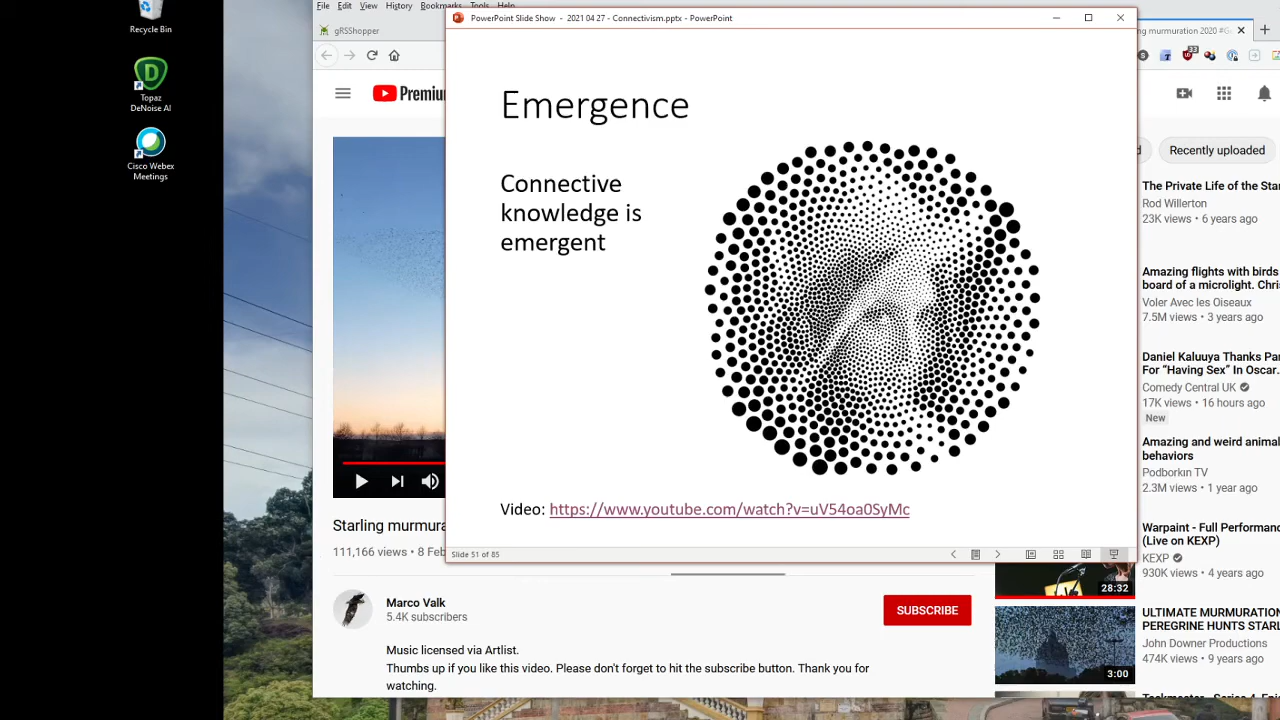 Recycle Bin
Topaz
DeNoise AI
Cisco Webex
Meetings
File Edit View History Bookmarks Tools Help
gRSShopper
PowerPoint Slide Show - 2021 04 27 - Connectivism.pptx - PowerPoint
ng murmuration 2020 #Ge
Premium
33
Emergence
Connective
knowledge is
emergent
Video: https://www.youtube.com/watch?v=uV54oa0SyMc
Slide 51 of 85
d
Recently uploaded
The Private Life of the Star
Rod Willerton
23K views • 6 years ago
Amazing flights with birds
board of a microlight. Chris
Voler Avec les Oiseaux
7.5M views • 3 years ago
Daniel Kaluuya Thanks Par
For “Having Sex” In Oscar...
Comedy Central UK
17K views • 16 hours ago
New
Amazing and weird animal
behaviors
Podborkin TV
2.3M views • 1 year ago
Warpaint - Full Performanc
(Live on KEXP)
KEXP
930K views • 4 years ago
28:32
ULTIMATE MURMURATION
PEREGRINE HUNTS STARL
John Downer Productions
474K views • 9 years ago
3:00
Starling murmura
111,166 views • 8 Feb
Marco Valk
5.4K subscribers
SUBSCRIBE
Music licensed via Artlist.
Thumbs up if you like this video. Please don't forget to hit the subscribe button. Thank you for
watching.